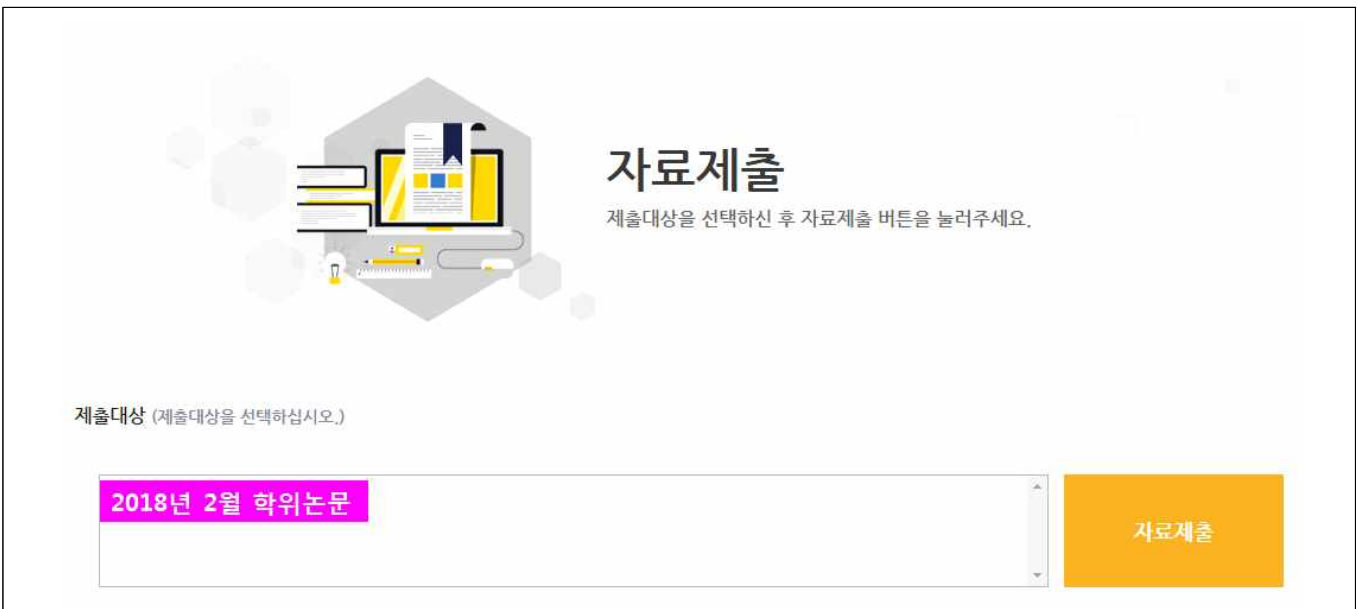 자료제출
제출대상을 선택하신 후 자료제출 버튼을 눌러주세요.
제출대상 (제출대상을 선택하십시오.)
2018년 2월 학위논문
자료제출